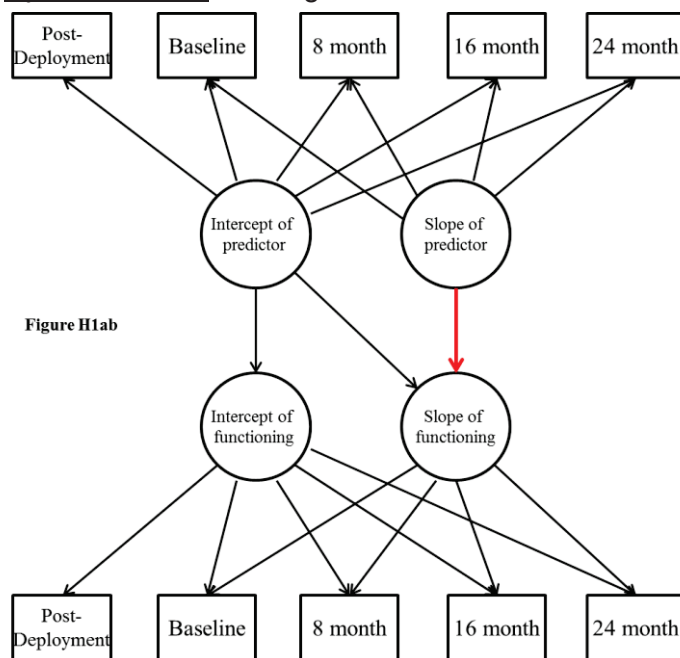 Post-
Deployment
Baseline
8 month
16 month
24 month
Intercept of
predictor
Slope of
predictor
Figure H1ab
Intercept of
functioning
Slope of
functioning
Post-
Deployment
Baseline
8 month
16 month
24 month